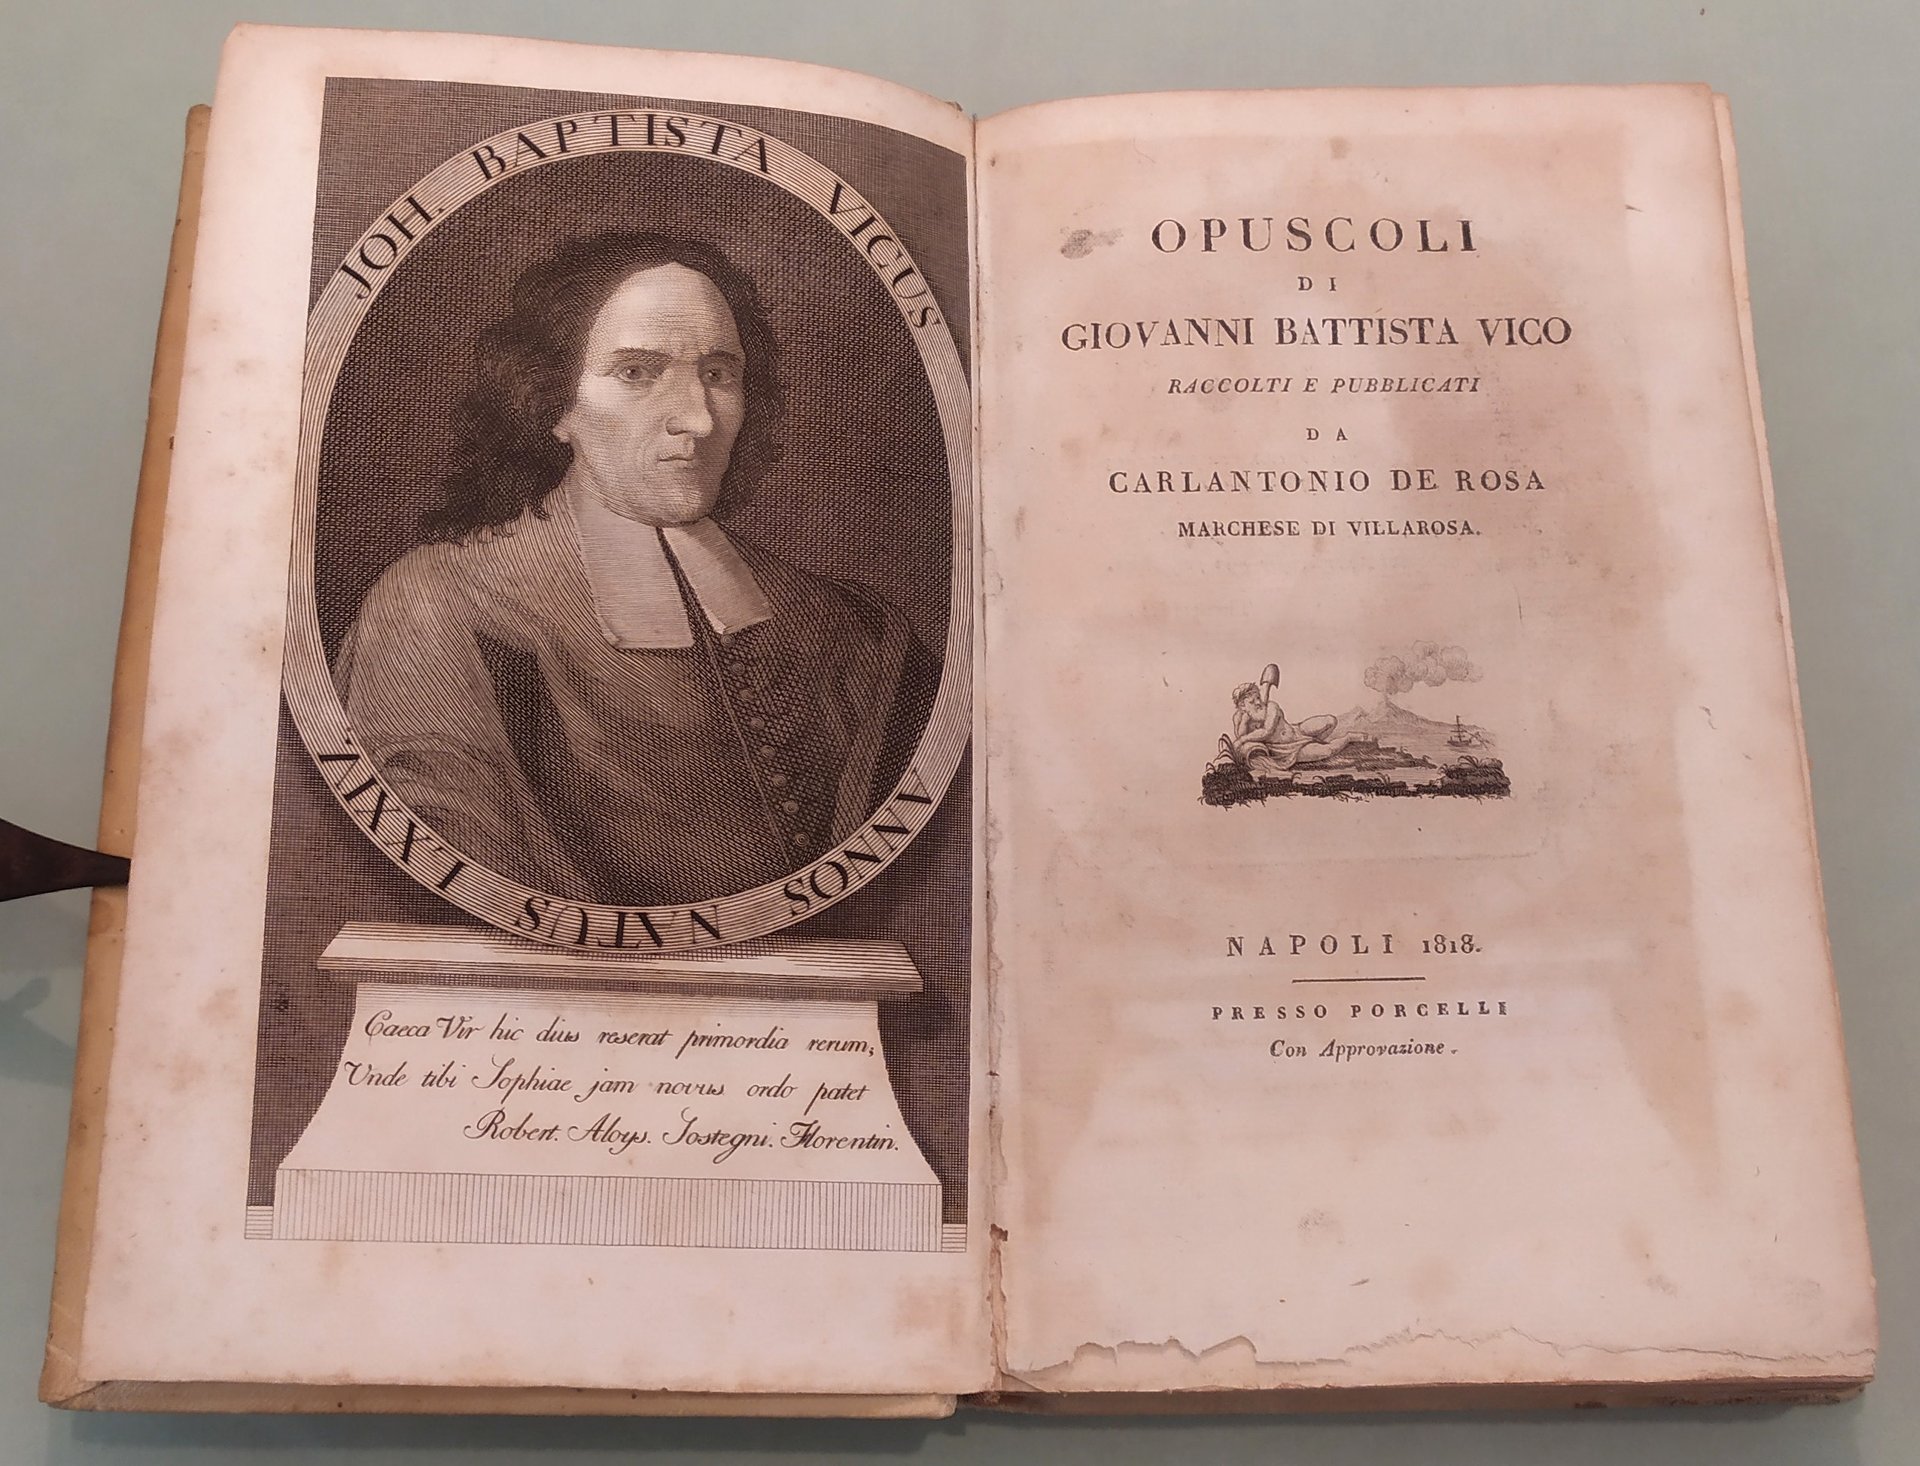 JOH. BAPTISTA VICUS
ANNOS NATUS LXIV.
Caeca Vir hic dius reserat primordia rerum;
Unde tibi Sophiae jam novus ordo patet
Robert. Aloys. Sostegni. Florentin.
OPUSCOLI
DI
GIOVANNI BATTISTA VICO
RACCOLTI E PUBBLICATI
DA
CARLANTONIO DE ROSA
MARCHESE DI VILLAROSA.
NAPOLI 1818.
PRESSO PORCELLI
Con Approvazione.